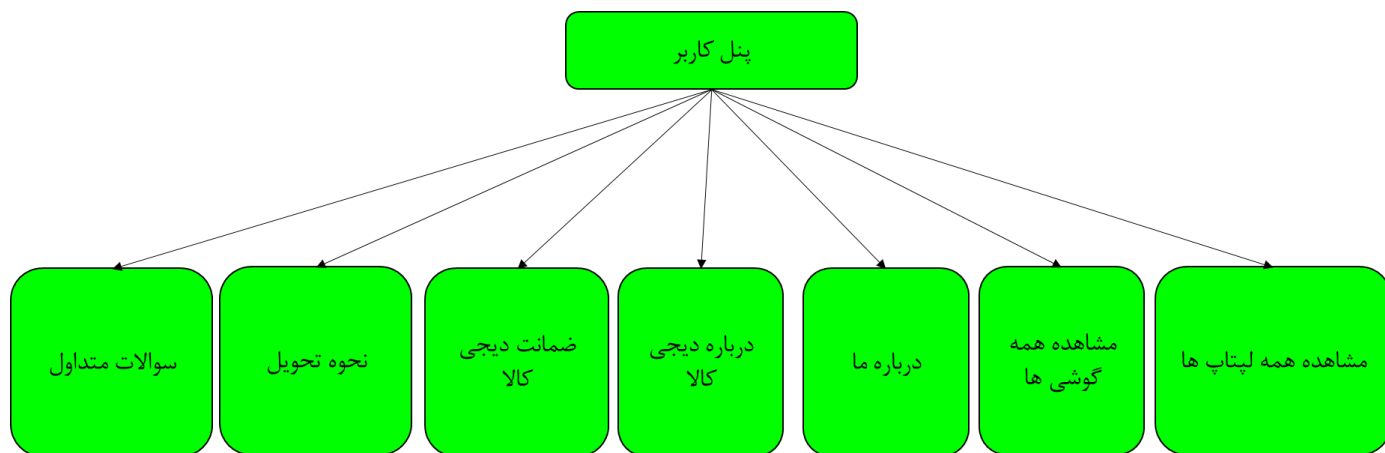 پنل کاربر
مشاهده همه لپتاپ ها
مشاهده همه
گوشی ها
درباره ما
درباره دیجی
کالا
ضمانت دیجی
کالا
نحوه تحویل
سوالات متداول